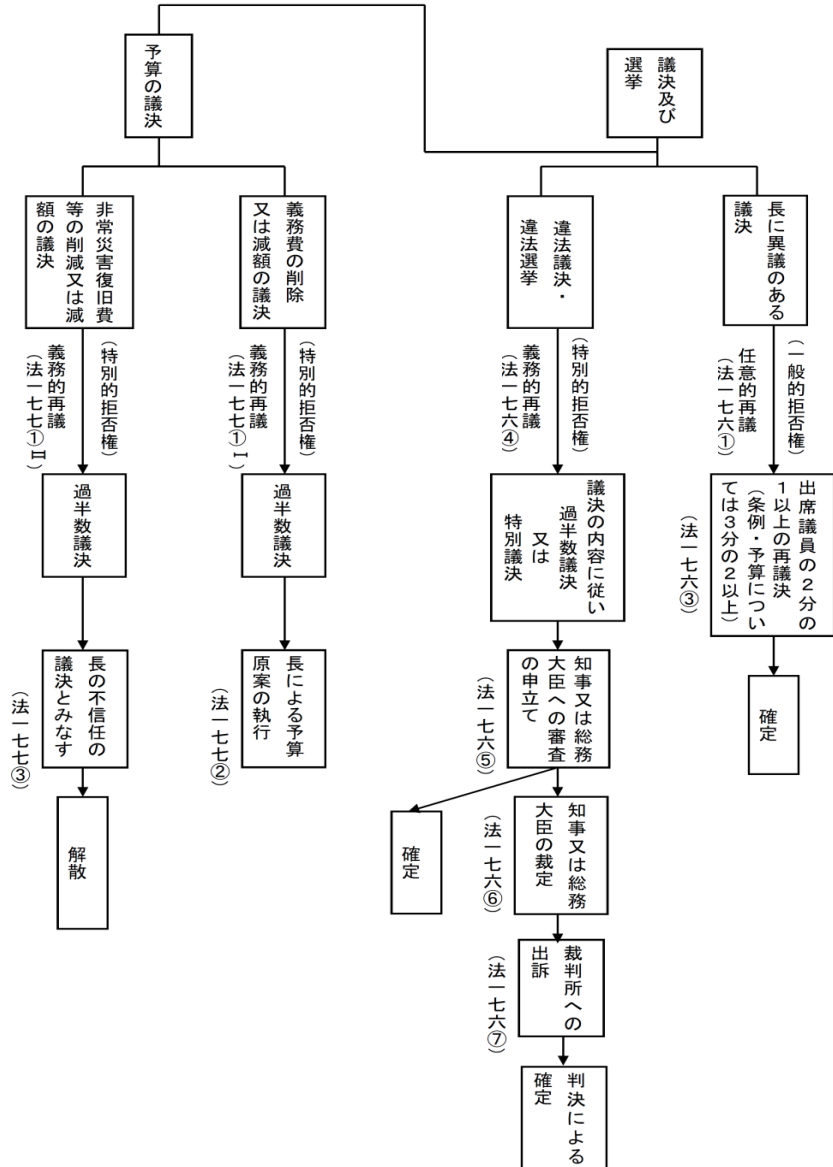 議決及び
選挙
長に異議のある
議決
(一般的拒否権)
任意的再議
(法一七六①)
出席議員の2分の
1以上の再議決
(条例・予算につい
ては3分の2以上)
(法一七六③)
確定
違法議決・
違法選挙
(特別的拒否権)
義務的再議
(法一七六④)
議決の内容に従い
過半数議決
又は
特別議決
知事又は総務
大臣への審査
の申立て
(法一七六⑤)
確定
知事又は総務
大臣の裁定
(法一七六⑥)
裁判所への
出訴
(法一七六⑦)
判決による
確定
予算の議決
義務費の削除
又は減額の議決
(特別的拒否権)
義務的再議
(法一七七①Ⅰ)
過半数議決
長による予算
原案の執行
(法一七七②)
非常災害復旧費
等の削減又は減
額の議決
(特別的拒否権)
義務的再議
(法一七七①Ⅱ)
過半数議決
長の不信任の
議決とみなす
(法一七七③)
解散